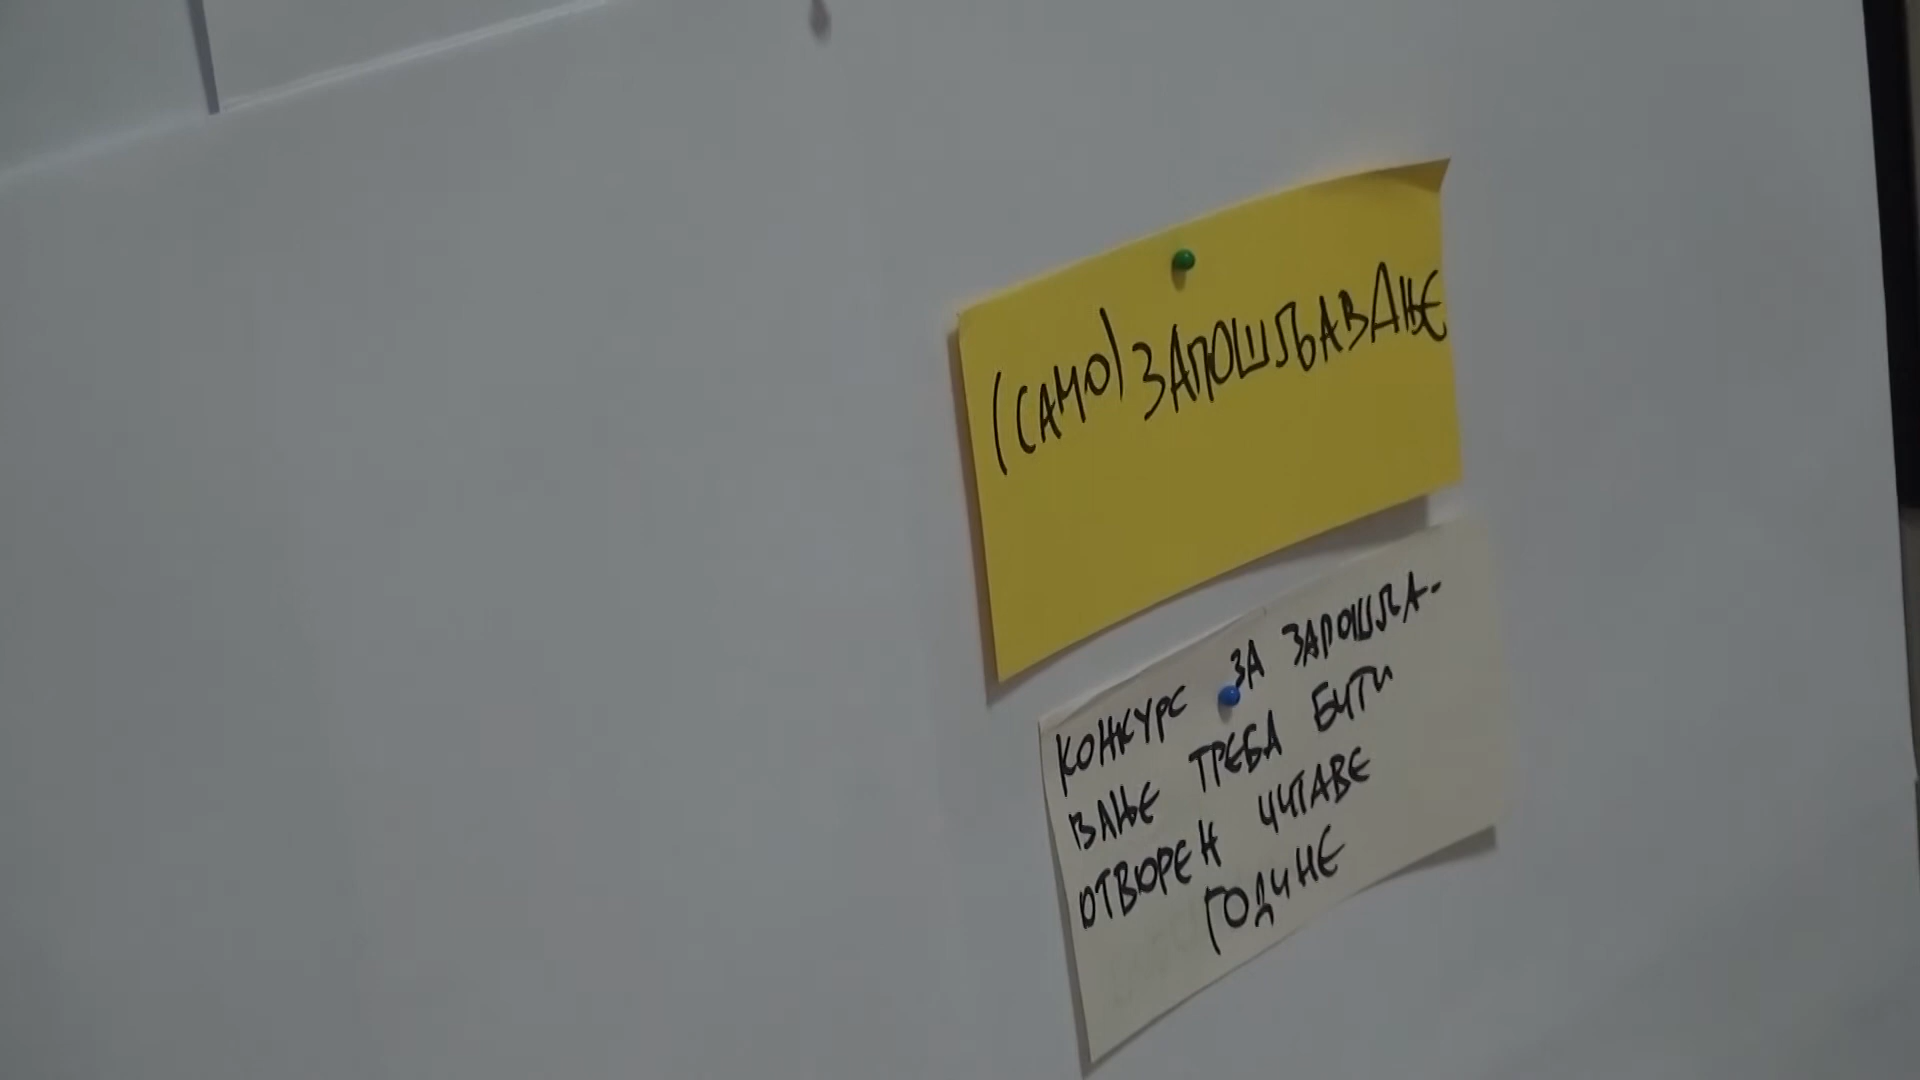 (САМО) ЗАПОШЉАВАЊЕ
КОНКУРС ЗА ЗАПОШЉА-
ВАЊЕ ТРЕБА БИТИ
ОТВОРЕН ЧИТАВЕ
ГОДИНЕ